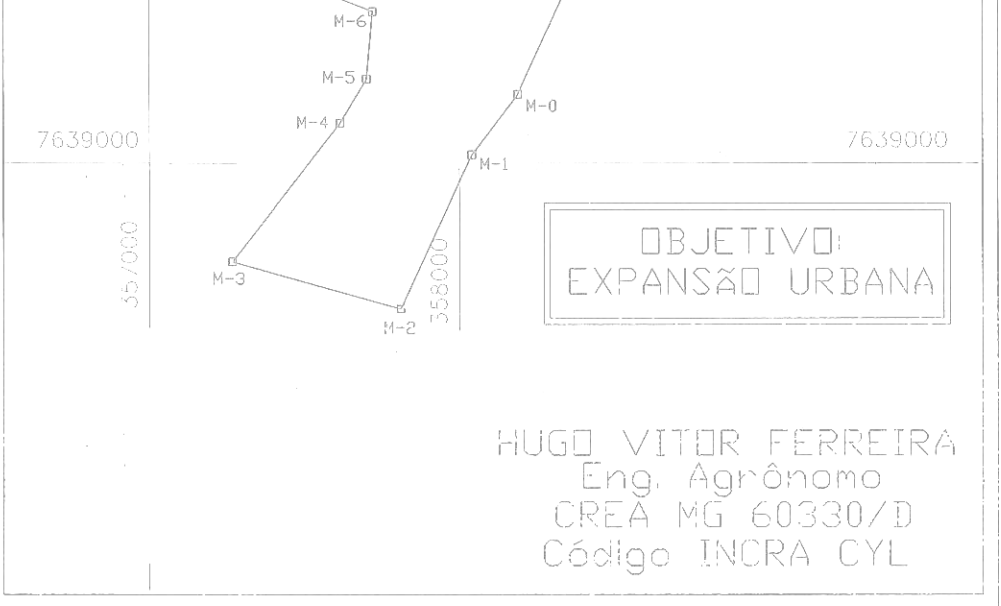 M-6
M-5
M-0
M-4
7639000
7639000
M-1
357000
358000
OBJETIVO:
EXPANSÃO URBANA
M-3
M-2
HUGO VITOR FERREIRA
Eng. Agrônomo
CREA MG 60330/D
Código INCRA CYL